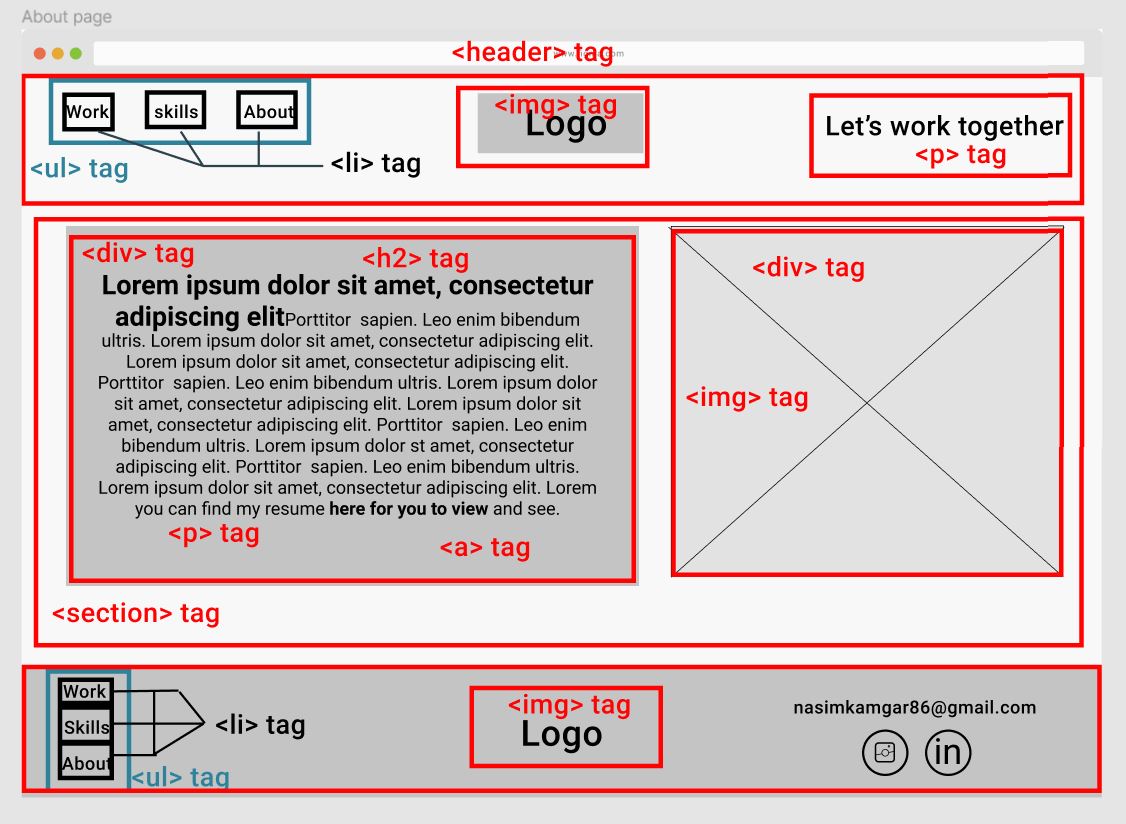 About page
<header> tag
Work
skills
About
<img> tag
Logo
Let's work together
<p> tag
<ul> tag
<li> tag
<div> tag
<h2> tag
Lorem ipsum dolor sit amet, consectetur
adipiscing elitPorttitor sapien. Leo enim bibendum
ultris. Lorem ipsum dolor sit amet, consectetur adipiscing elit.
Lorem ipsum dolor sit amet, consectetur adipiscing elit.
Porttitor sapien. Leo enim bibendum ultris. Lorem ipsum dolor
sit amet, consectetur adipiscing elit. Lorem ipsum dolor sit
amet, consectetur adipiscing elit. Porttitor sapien. Leo enim
bibendum ultris. Lorem ipsum dolor st amet, consectetur
adipiscing elit. Porttitor sapien. Leo enim bibendum ultris.
Lorem ipsum dolor sit amet, consectetur adipiscing elit. Lorem
you can find my resume here for you to view and see.
<p> tag
<a> tag
<div> tag
<img> tag
<section> tag
Work
Skills
About
<li> tag
<ul> tag
<img> tag
Logo
nasimkamgar86@gmail.com
in